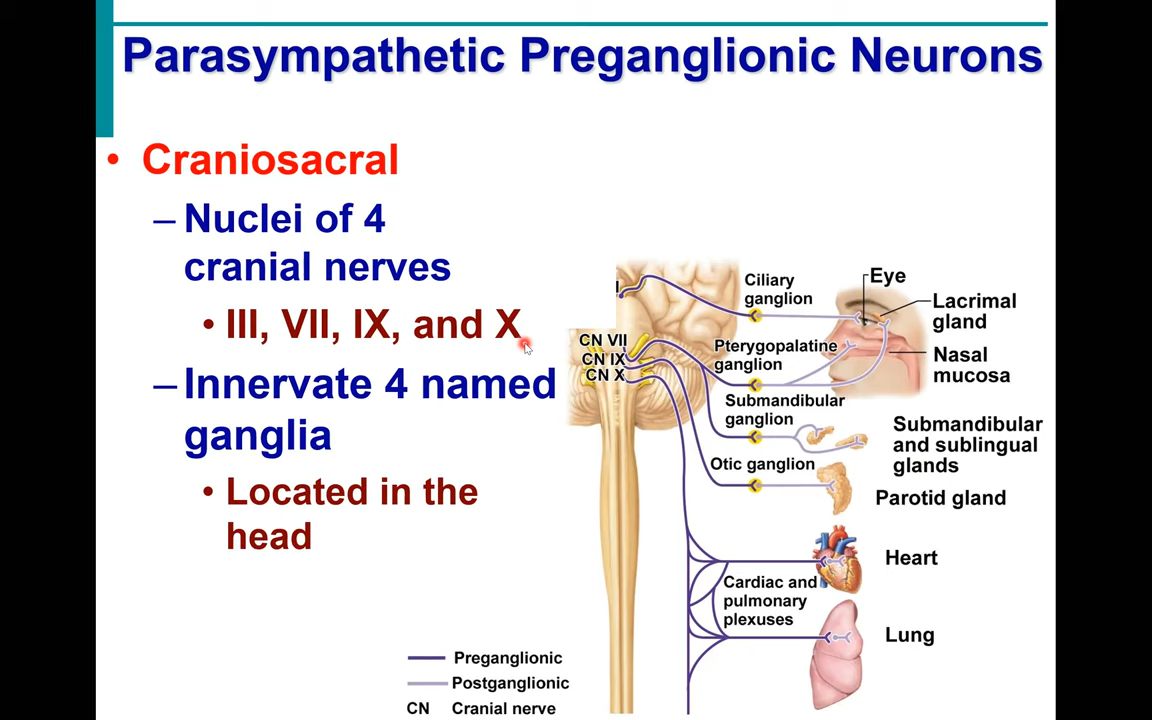 Parasympathetic Preganglionic Neurons
• Craniosacral
– Nuclei of 4
cranial nerves
• III, VII, IX, and X
– Innervate 4 named
ganglia
• Located in the
head
I
CN VII
CN IX
CN X
Ciliary
ganglion
Pterygopalatine
ganglion
Submandibular
ganglion
Otic ganglion
Cardiac and
pulmonary
plexuses
Eye
Lacrimal
gland
Nasal
mucosa
Submandibular
and sublingual
glands
Parotid gland
Heart
Lung
Preganglionic
Postganglionic
CN Cranial nerve